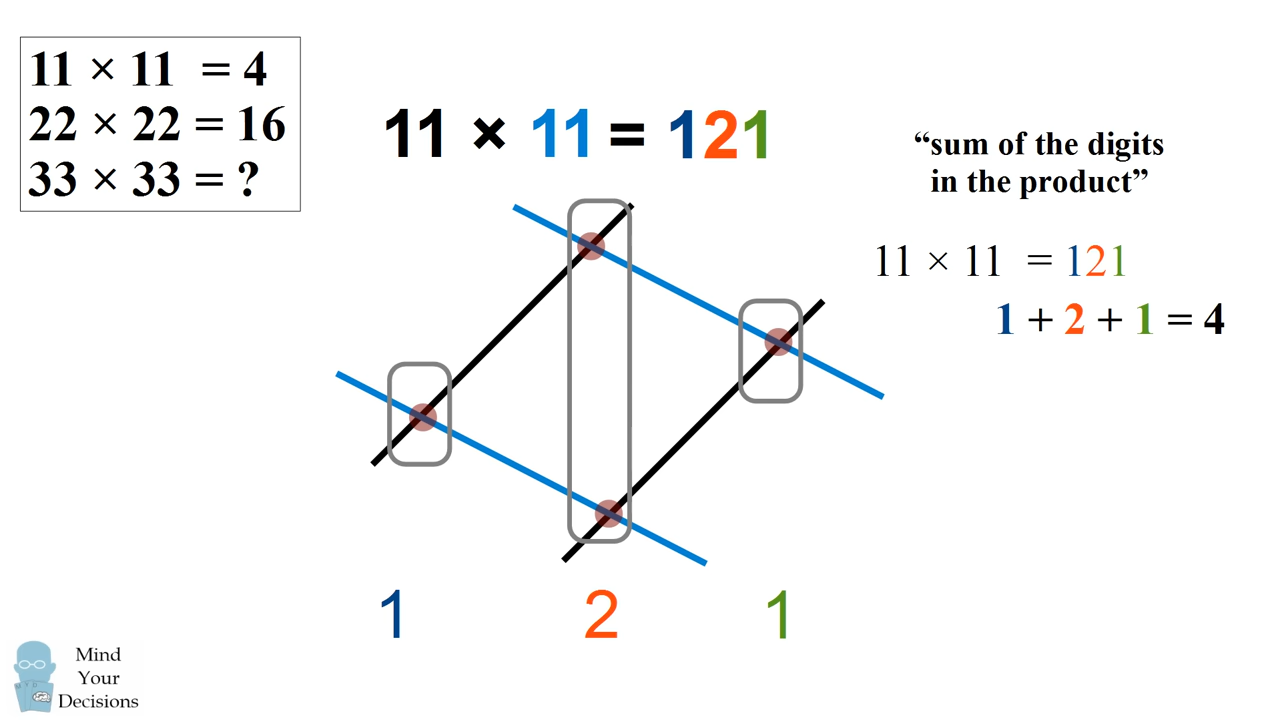 11 × 11 = 4
22 × 22 = 16
33 × 33 = ?
11 × 11 = 121
“sum of the digits
in the product”
11 × 11 = 121
1 + 2 + 1 = 4
1 2 1
Mind
Your
Decisions